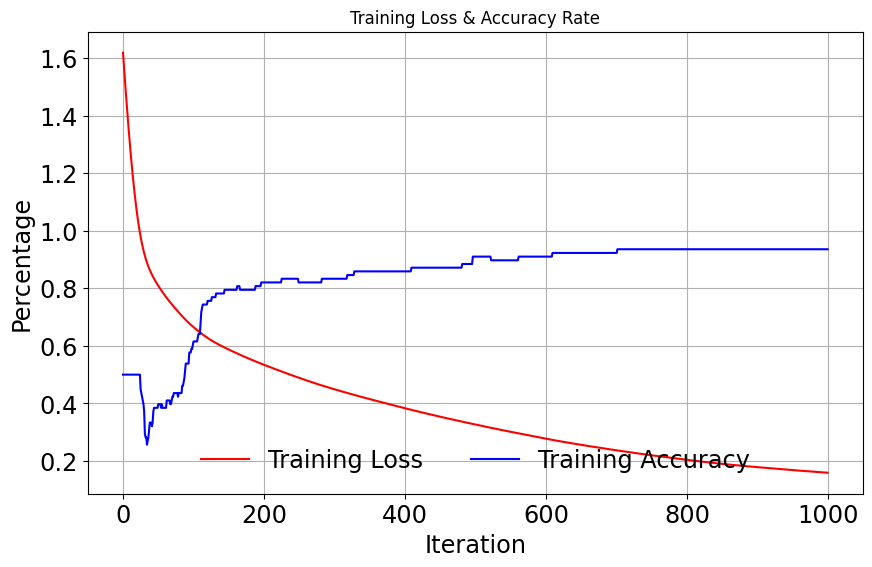 Training Loss & Accuracy Rate
1.6
1.4
1.2
1.0
0.8
0.6
0.4
0.2
Percentage
Training Loss
Training Accuracy
0 200 400 600 800 1000
Iteration